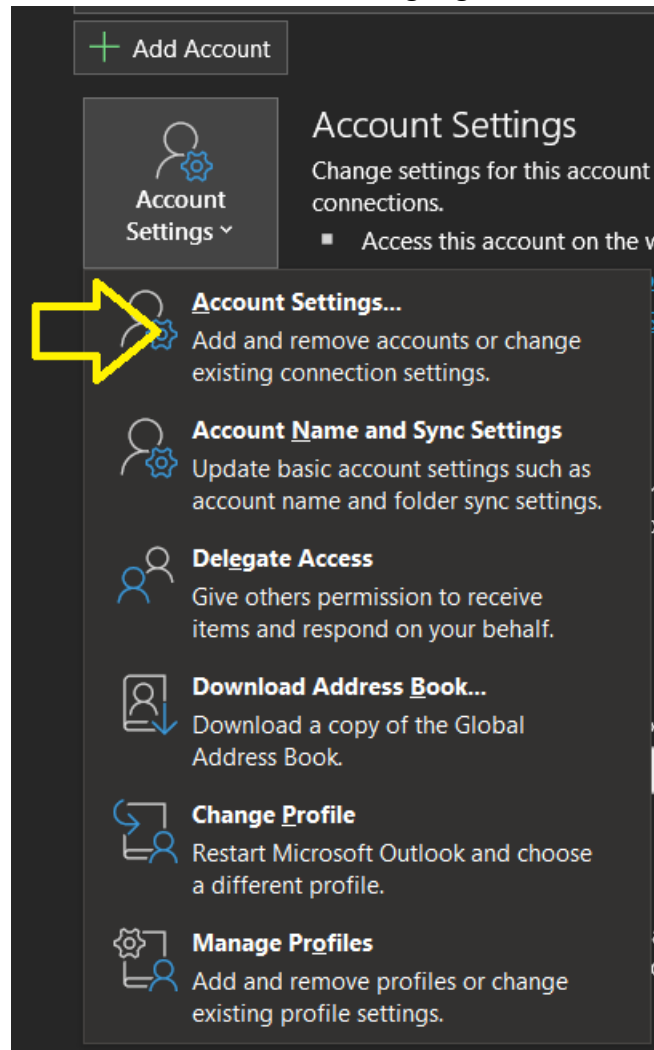 Add Account
Account Settings
Change settings for this account
connections.
Account
Settings
Access this account on the
Account Settings...
Add and remove accounts or change
existing connection settings.
Account Name and Sync Settings
Update basic account settings such as
account name and folder sync settings.
Delegate Access
Give others permission to receive
items and respond on your behalf.
Download Address Book...
Download a copy of the Global
Address Book.
Change Profile
Restart Microsoft Outlook and choose
a different profile.
Manage Profiles
Add and remove profiles or change
existing profile settings.